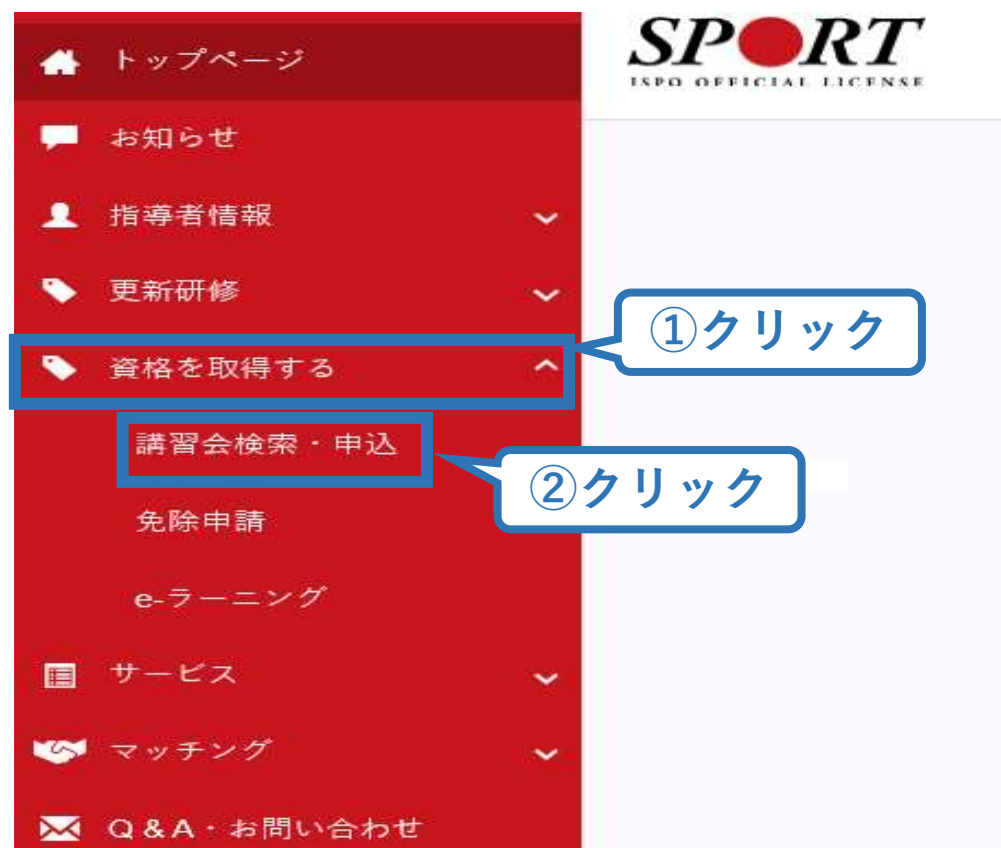 トップページ
SPORT
ISPO OFFICIAL LICENSE
お知らせ
指導者情報
更新研修
①クリック
資格を取得する
講習会検索・申込
②クリック
免除申請
e-ラーニング
サービス
マッチング
Q&A・お問い合わせ